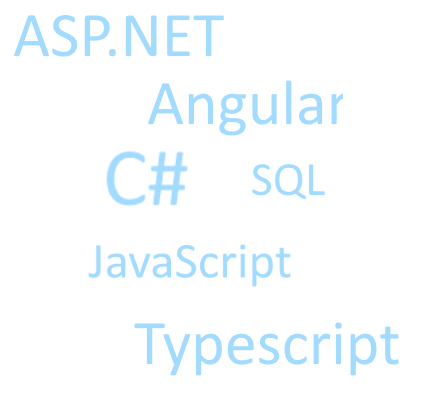 ASP.NET
Angular
C# SQL
JavaScript
Typescript